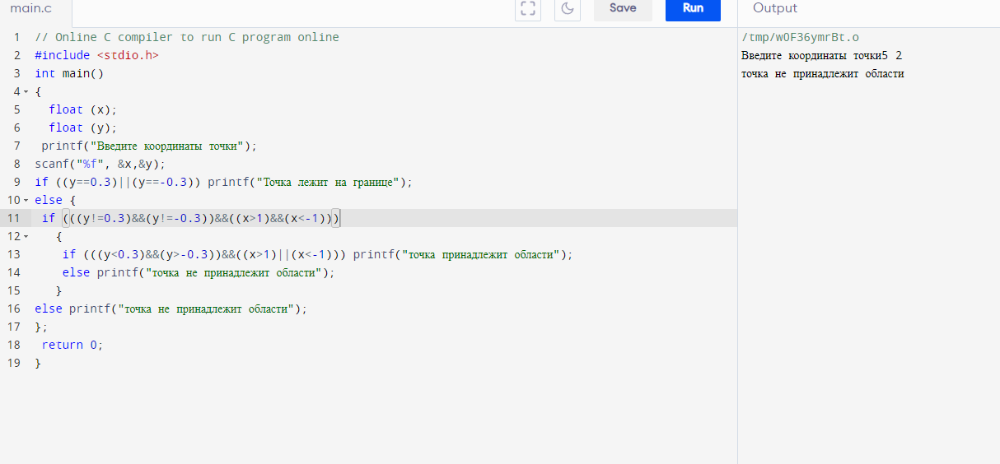 main.c Save Run Output
1 // Online C compiler to run C program online
2 #include <stdio.h>
3 int main()
4 {
5 float (x);
6 float (y);
7 printf("Введите координаты точки");
8 scanf("%f", &x,&y);
9 if ((y==0.3)||(y==-0.3)) printf("Точка лежит на границе");
10 else {
11 if (((y!=0.3)&&(y!=-0.3))&&((x>1)&&(x<-1)))
12 {
13 if (((y<0.3)&&(y>-0.3))&&((x>1)||(x<-1))) printf("точка принадлежит области");
14 else printf("точка не принадлежит области");
15 }
16 else printf("точка не принадлежит области");
17 };
18 return 0;
19 }
/tmp/w0F36ymrBt.o
Введите координаты точки5 2
точка не принадлежит области